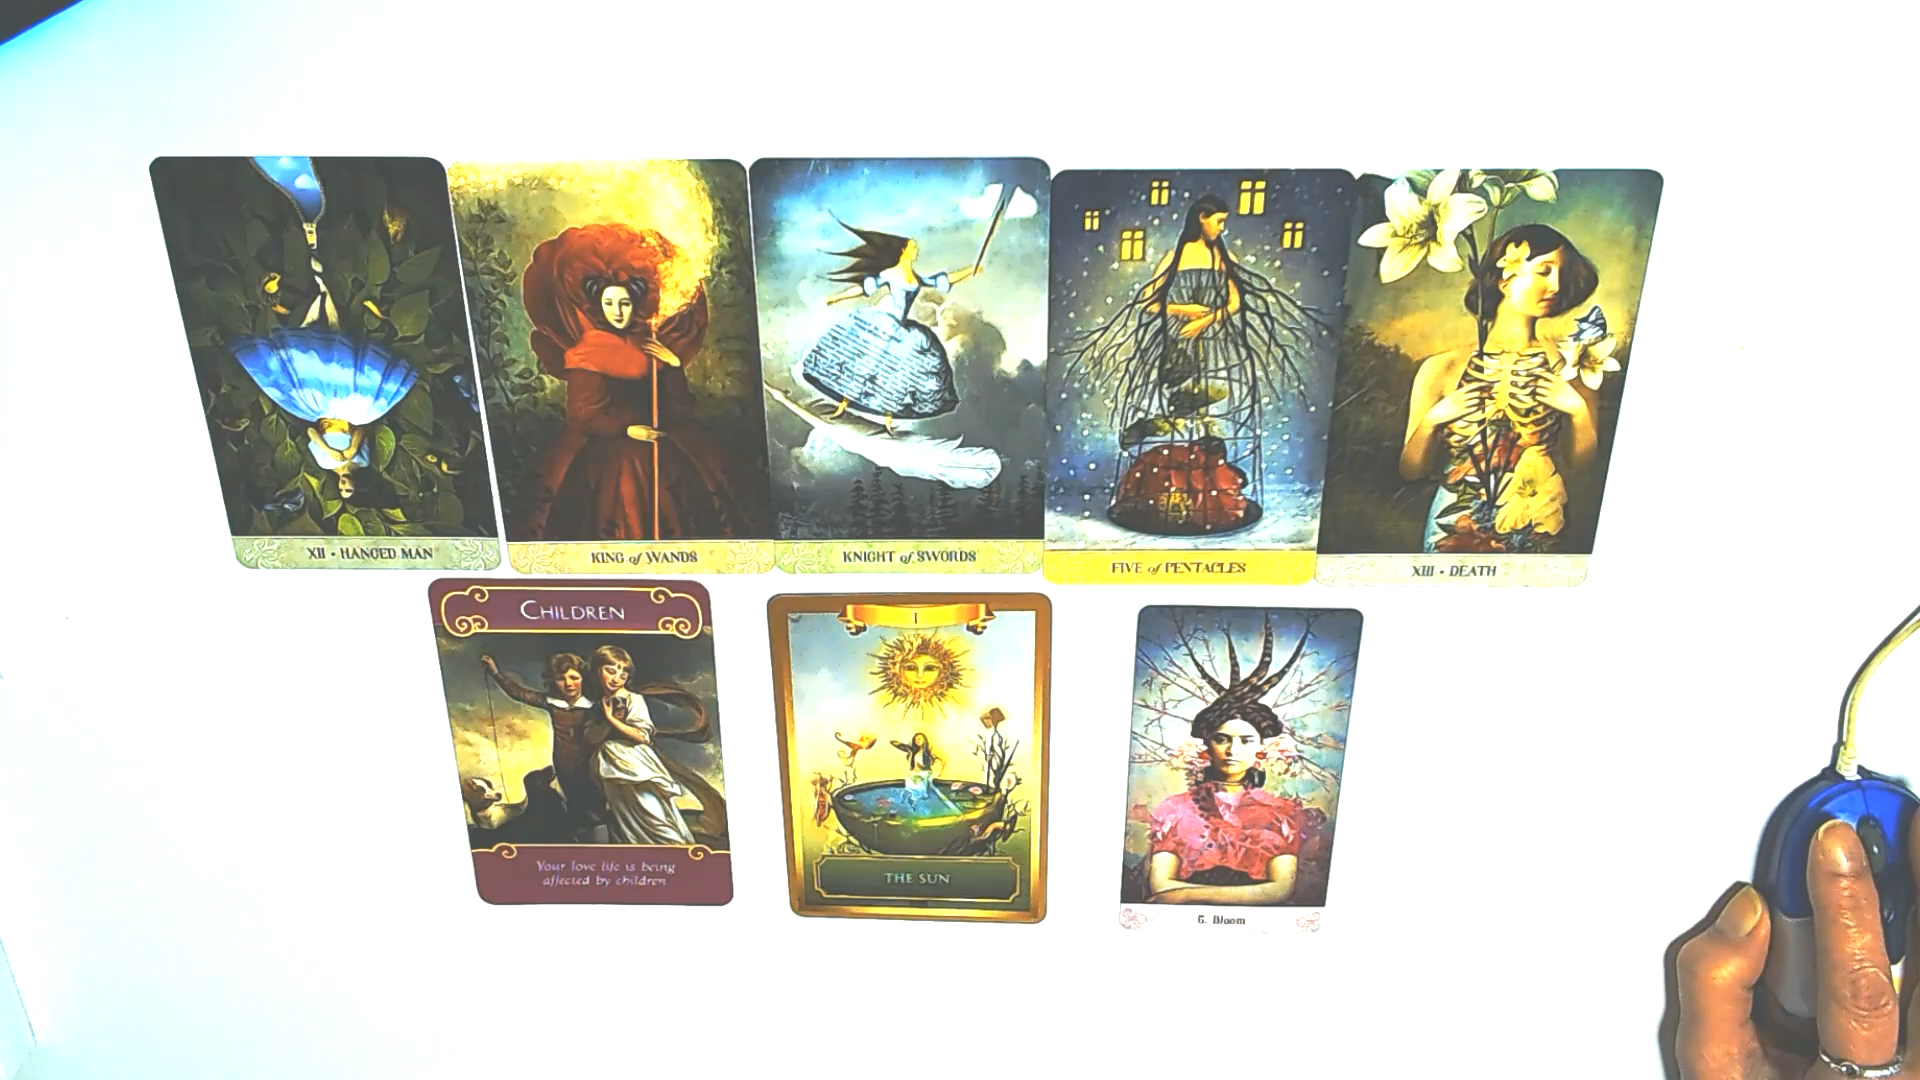 XII • HANGED MAN
KING of WANDS
KNIGHT of SWORDS
FIVE of PENTACLES
XIII • DEATH
CHILDREN
Your love life is being
affected by children
I
THE SUN
6. Bloom